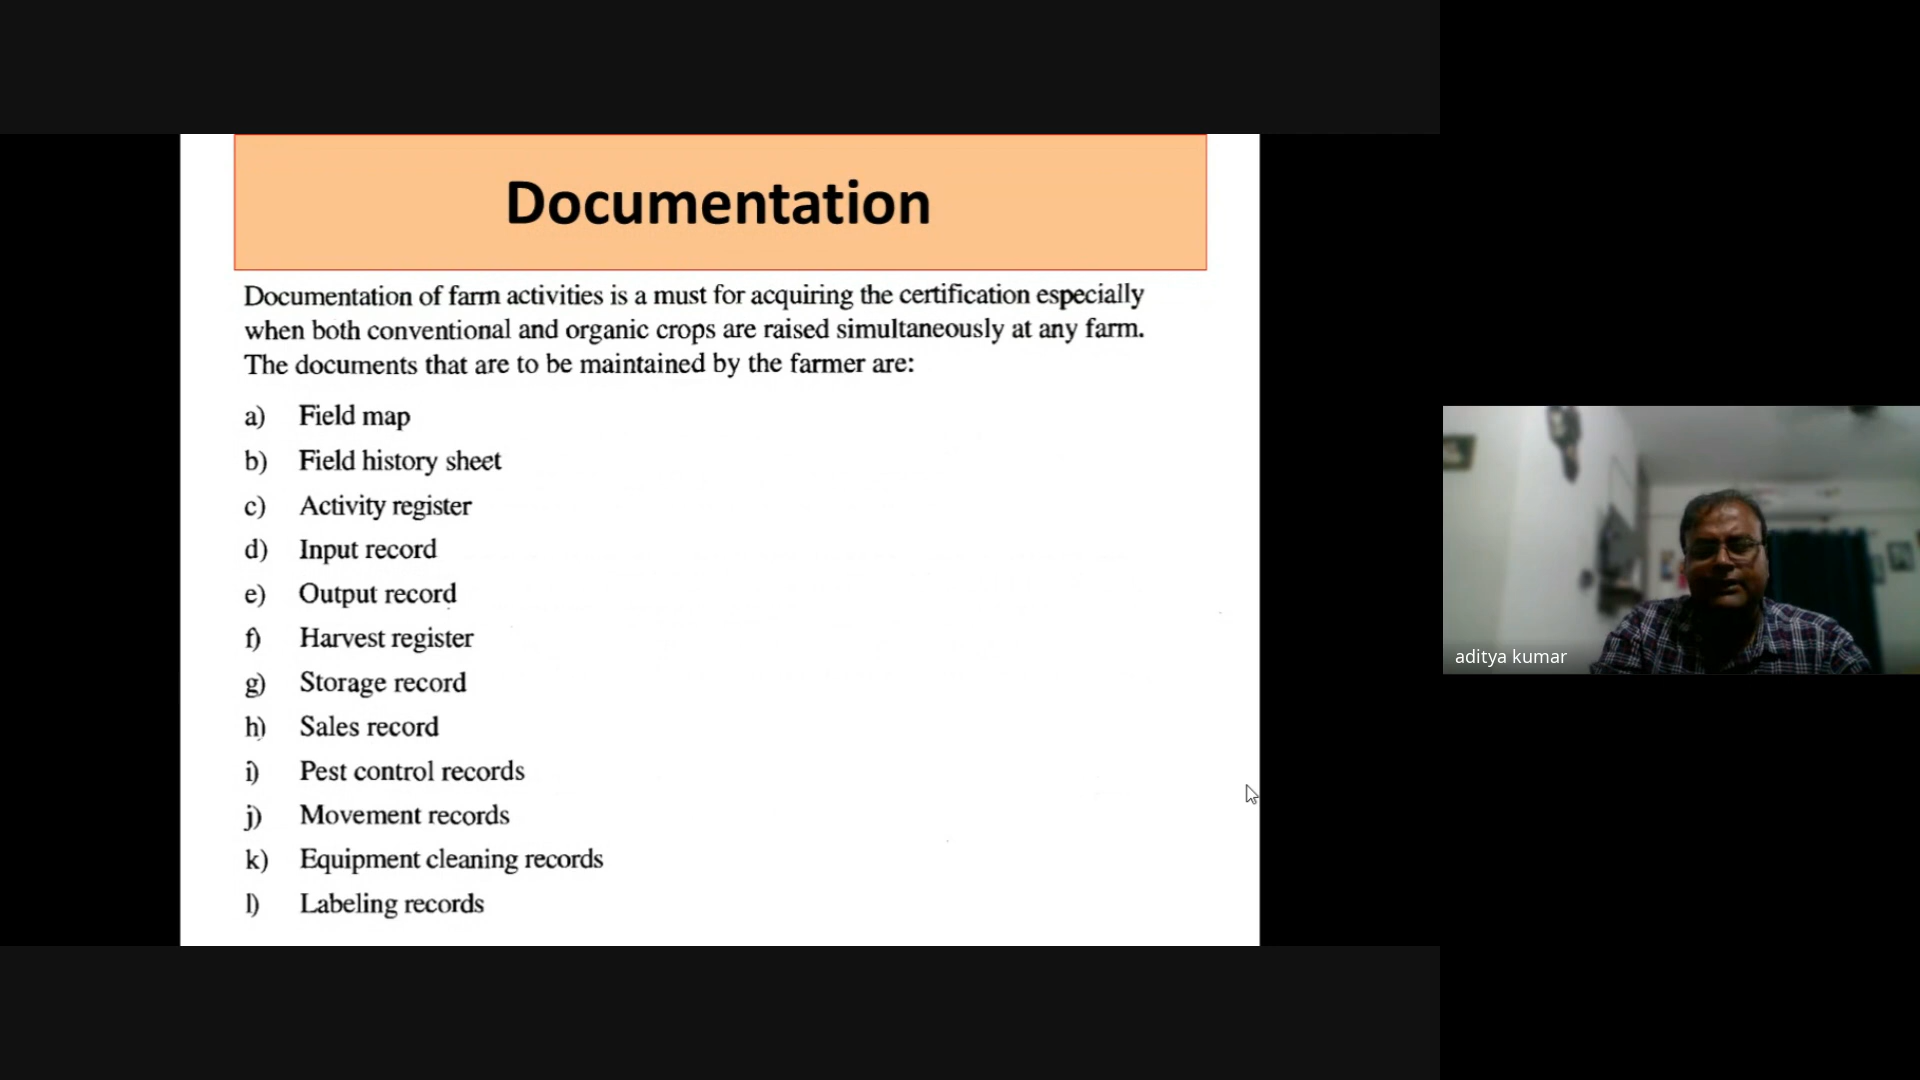 Documentation
Documentation of farm activities is a must for acquiring the certification especially
when both conventional and organic crops are raised simultaneously at any farm.
The documents that are to be maintained by the farmer are:
a) Field map
b) Field history sheet
c) Activity register
d) Input record
e) Output record
f) Harvest register
g) Storage record
h) Sales record
i) Pest control records
j) Movement records
k) Equipment cleaning records
l) Labeling records
aditya kumar